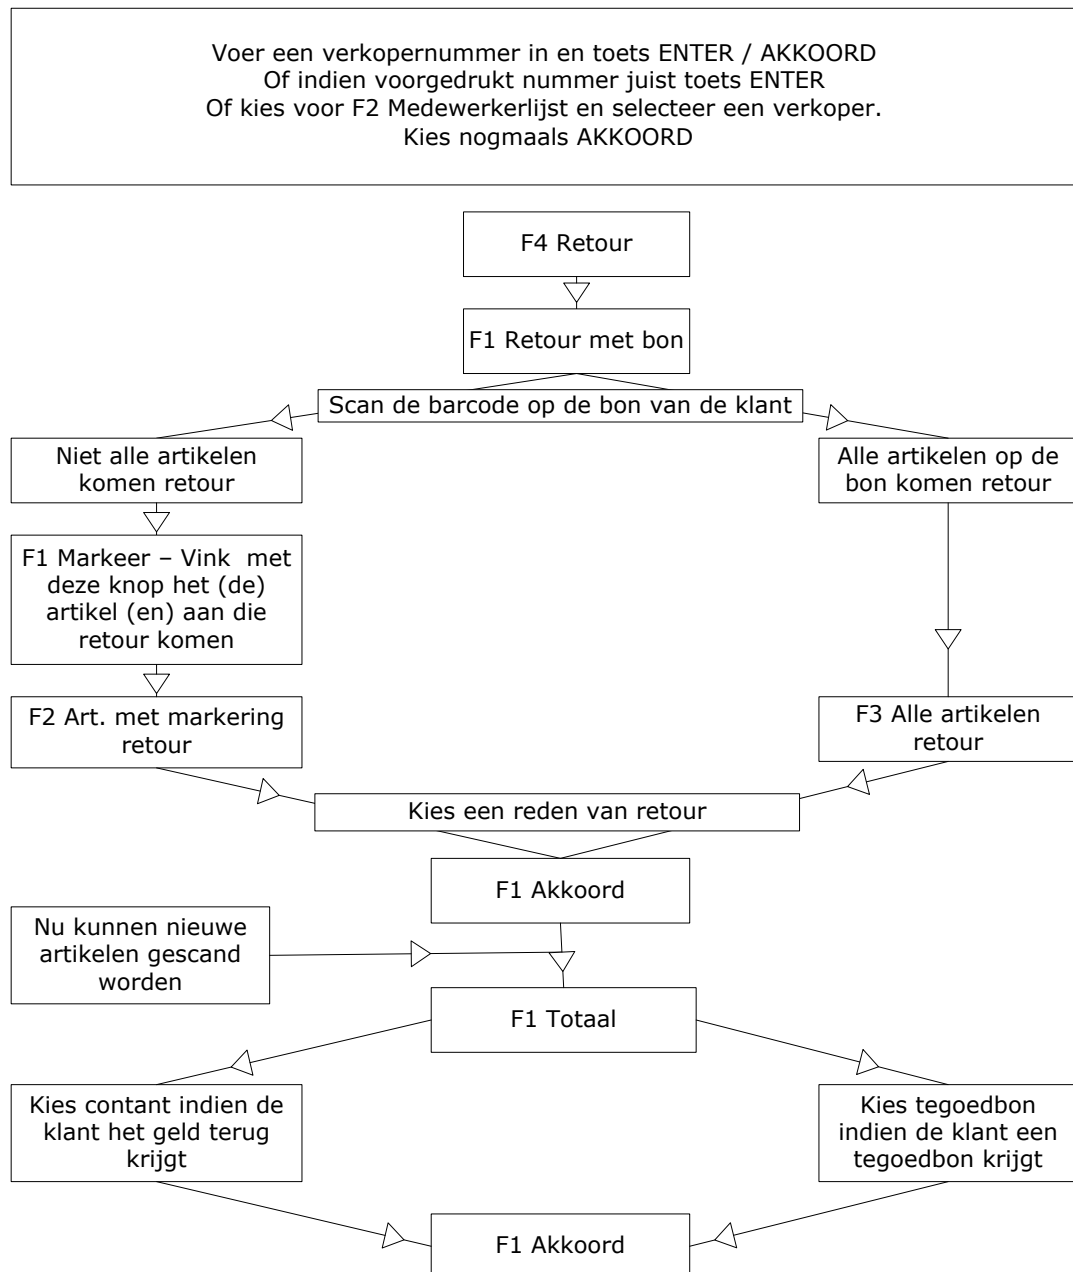 Voer een verkopernummer in en toets ENTER / AKKOORD
Of indien voorgedrukt nummer juist toets ENTER
Of kies voor F2 Medewerkerlijst en selecteer een verkoper.
Kies nogmaals AKKOORD
F4 Retour
F1 Retour met bon
Scan de barcode op de bon van de klant
Niet alle artikelen
komen retour
F1 Markeer – Vink met
deze knop het (de)
artikel (en) aan die
retour komen
F2 Art. met markering
retour
Alle artikelen op de
bon komen retour
F3 Alle artikelen
retour
Kies een reden van retour
F1 Akkoord
Nu kunnen nieuwe
artikelen gescand
worden
F1 Totaal
Kies contant indien de
klant het geld terug
krijgt
Kies tegoedbon
indien de klant een
tegoedbon krijgt
F1 Akkoord